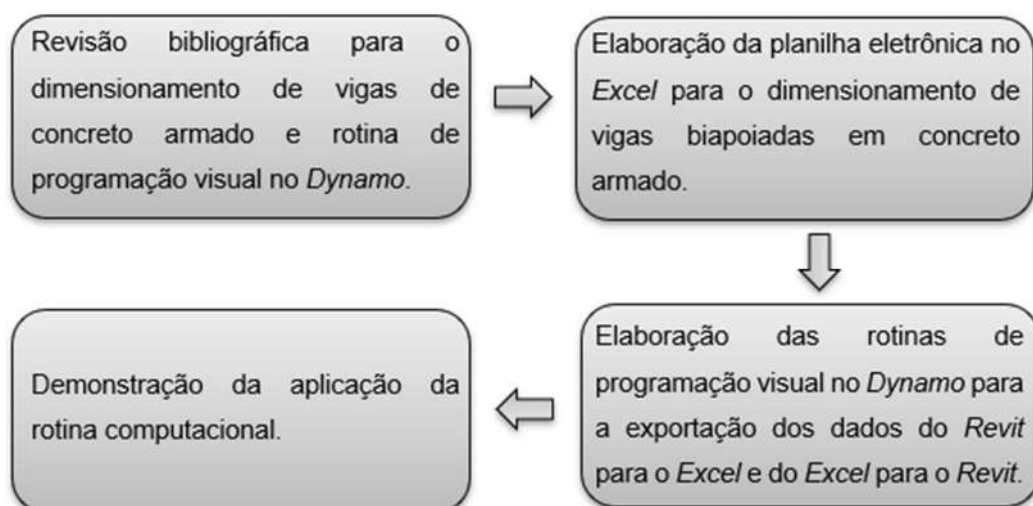 Revisão bibliográfica para o
dimensionamento de vigas de
concreto armado e rotina de
programação visual no Dynamo.
Elaboração da planilha eletrônica no
Excel para o dimensionamento de
vigas biapoiadas em concreto
armado.
Elaboração das rotinas de
programação visual no Dynamo para
a exportação dos dados do Revit
para o Excel e do Excel para o Revit.
Demonstração da aplicação da
rotina computacional.